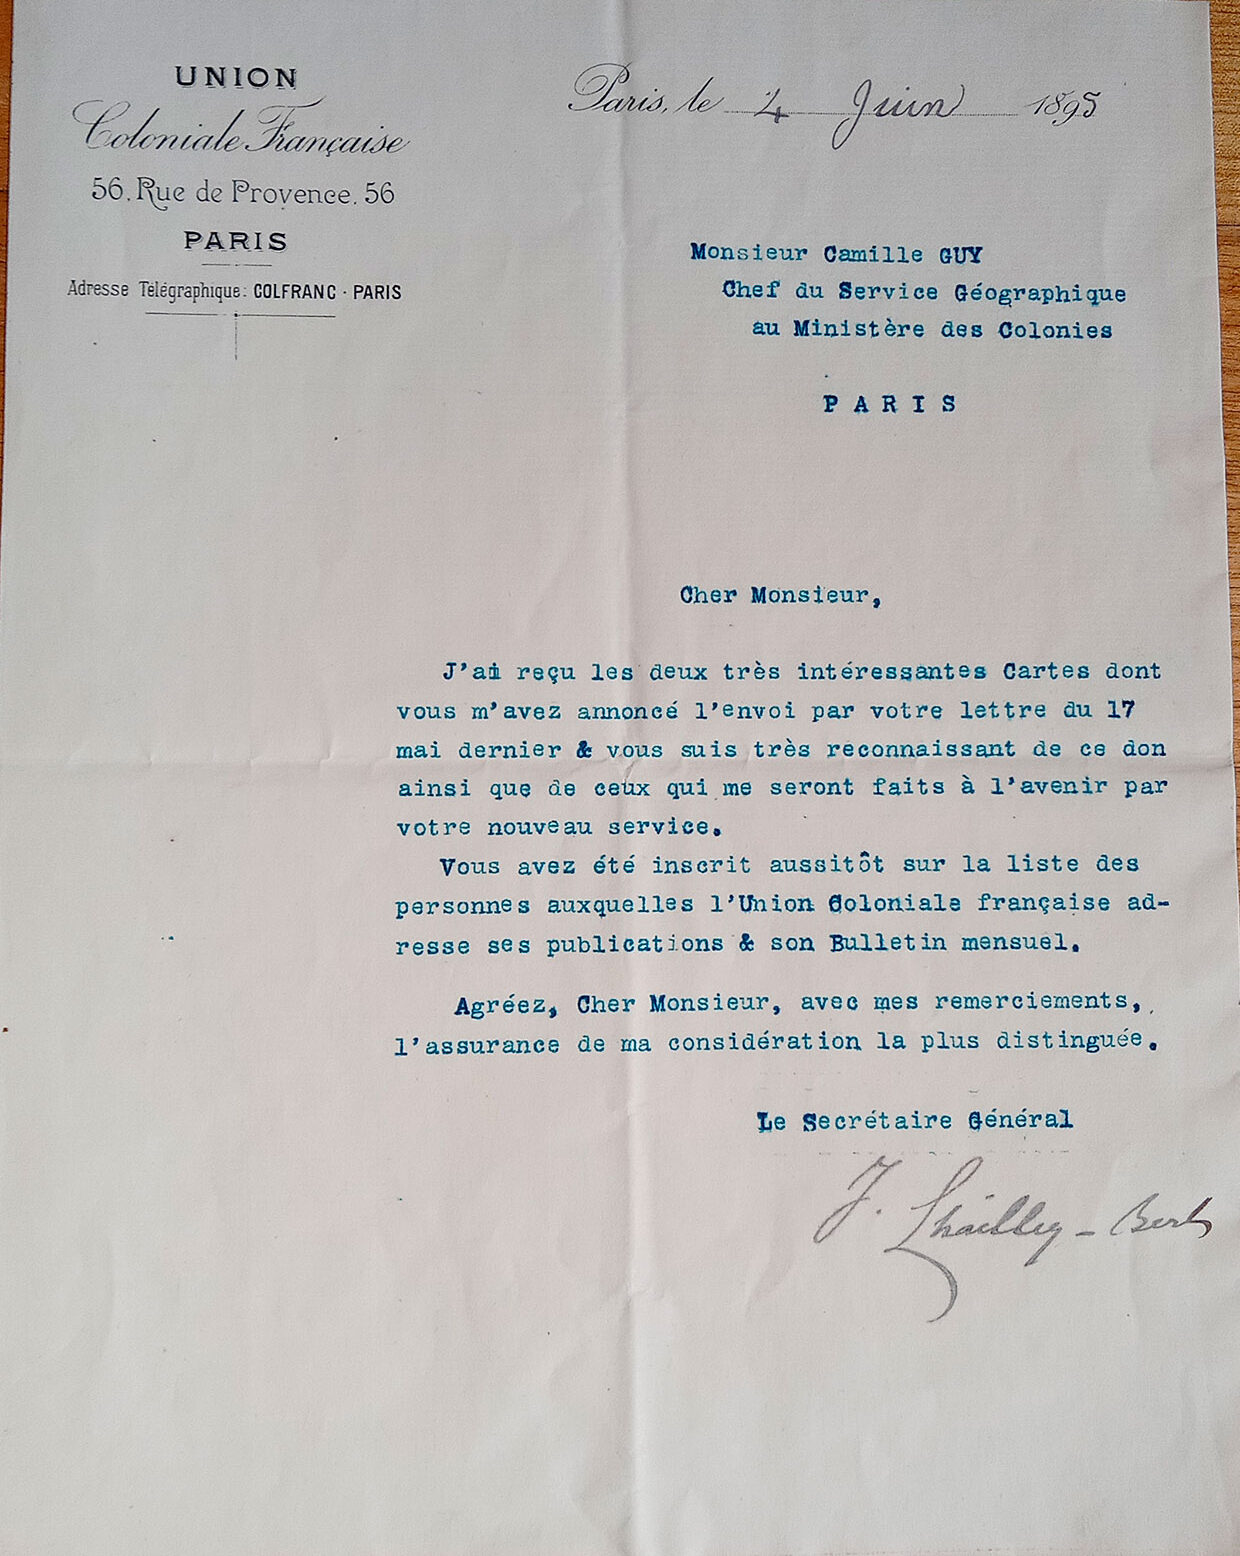 UNION
Coloniale Française
56. Rue de Provence. 56
PARIS
Adresse Télégraphique: COLFRANC - PARIS
Paris, le 4 Juin 1895
Monsieur Camille GUY
Chef du Service Géographique
au Ministère des Colonies
P A R I S
Cher Monsieur,
J'ai reçu les deux très intéressantes Cartes dont
vous m'avez annoncé l'envoi par votre lettre du 17
mai dernier & vous suis très reconnaissant de ce don
ainsi que de ceux qui me seront faits à l'avenir par
votre nouveau service.
Vous avez été inscrit aussitôt sur la liste des
personnes auxquelles l'Union Coloniale française ad-
resse ses publications & son Bulletin mensuel.
Agréez, Cher Monsieur, avec mes remerciements,
l'assurance de ma considération la plus distinguée.
Le Secrétaire Général
J. Chailley-Bert